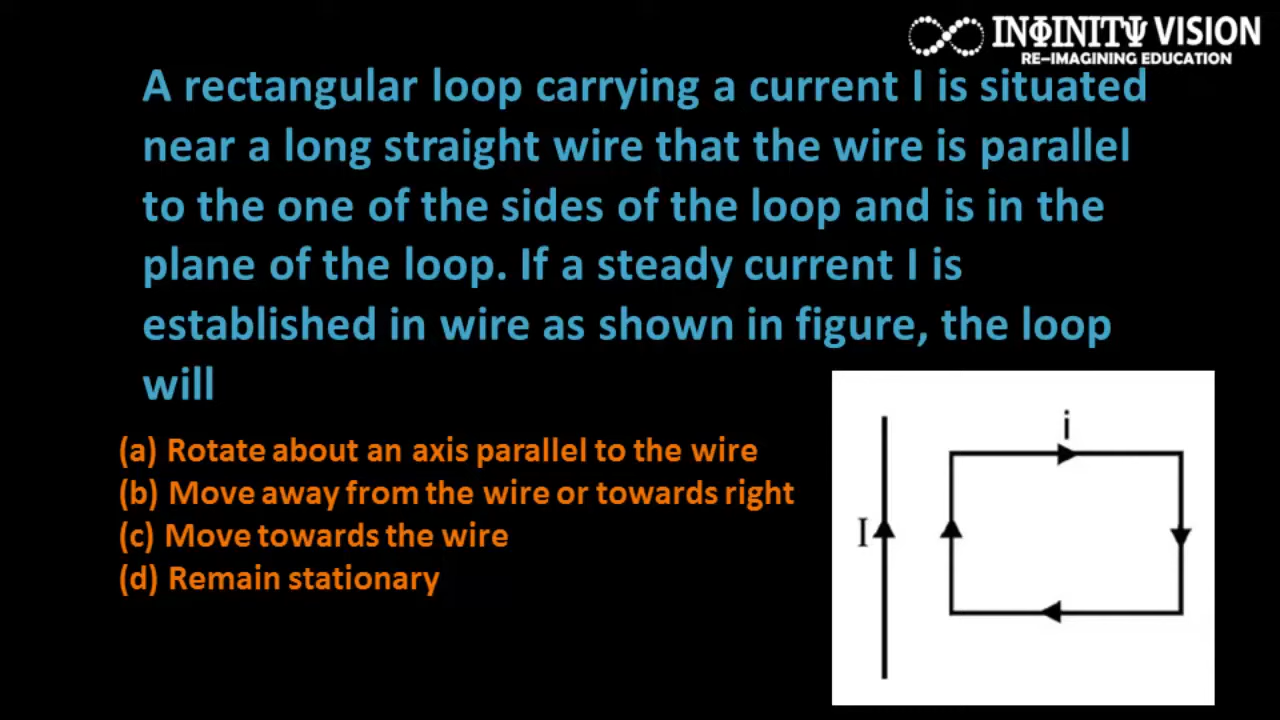 INФINITΨ VISION
RE-IMAGINING EDUCATION
A rectangular loop carrying a current I is situated
near a long straight wire that the wire is parallel
to the one of the sides of the loop and is in the
plane of the loop. If a steady current I is
established in wire as shown in figure, the loop
will
(a) Rotate about an axis parallel to the wire
(b) Move away from the wire or towards right
(c) Move towards the wire
(d) Remain stationary
i
I